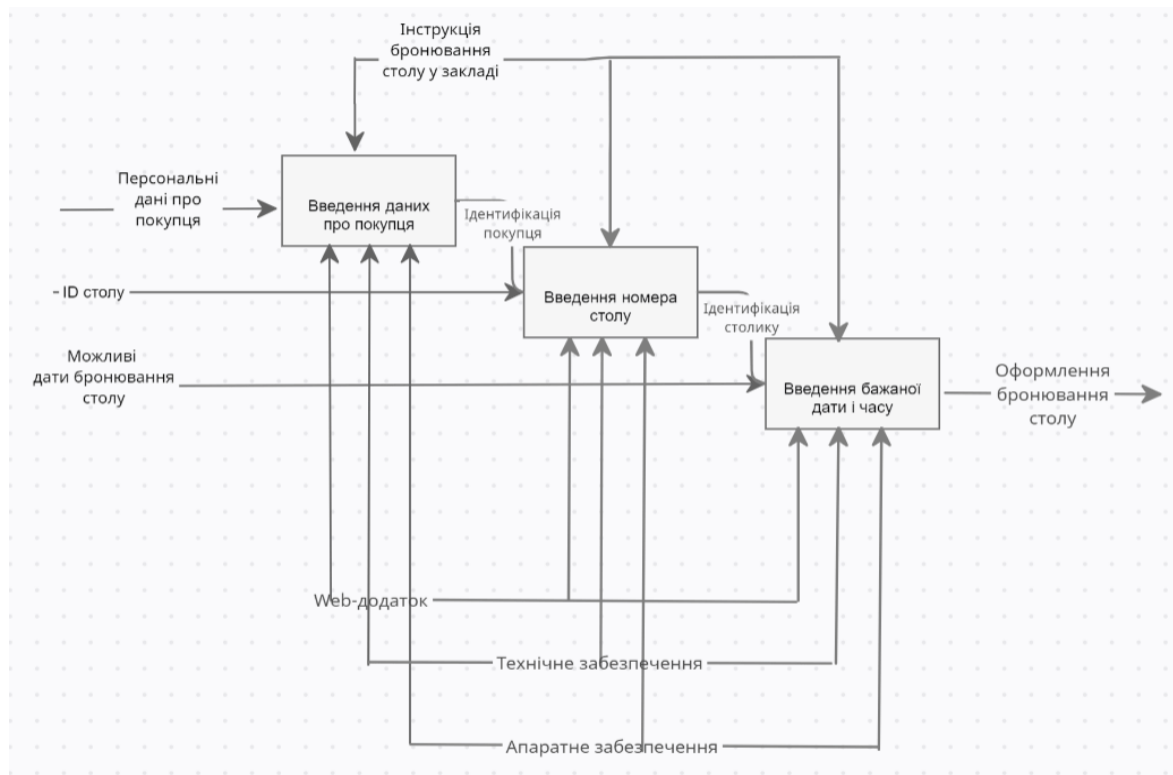 Інструкція
бронювання
столу у закладі
Персональні
дані про
покупця
Введення даних
про покупця
Ідентифікація
покупця
- ID столу
Введення номера
столу
Ідентифікація
столику
Можливі
дати бронювання
столу
Введення бажаної
дати і часу
Оформлення
бронювання
столу
Web-додаток
Технічне забезпечення
Апаратне забезпечення